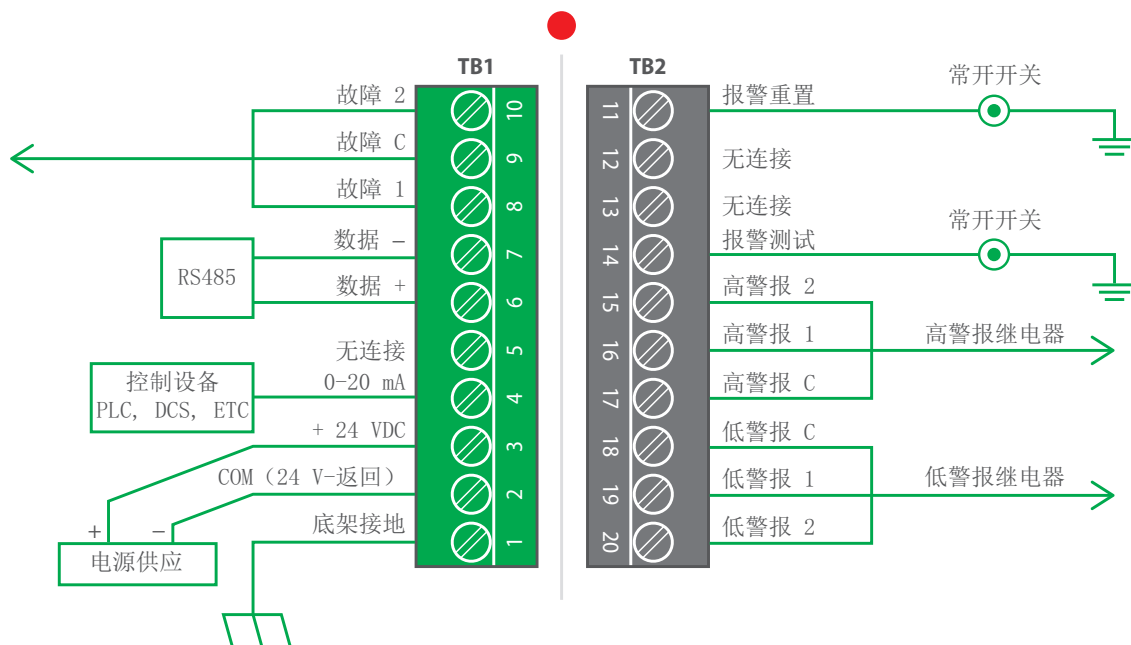 TB1
故障 2
10
故障 C
9
故障 1
8
数据 −
7
RS485
数据 +
6
无连接
5
控制设备
PLC, DCS, ETC
0-20 mA
4
+ 24 VDC
3
COM（24 V-返回）
2
+
−
电源供应
底架接地
1
TB2
11
报警重置
常开开关
12
无连接
13
无连接
14
报警测试
常开开关
15
高警报 2
16
高警报 1
高警报继电器
17
高警报 C
18
低警报 C
19
低警报 1
低警报继电器
20
低警报 2